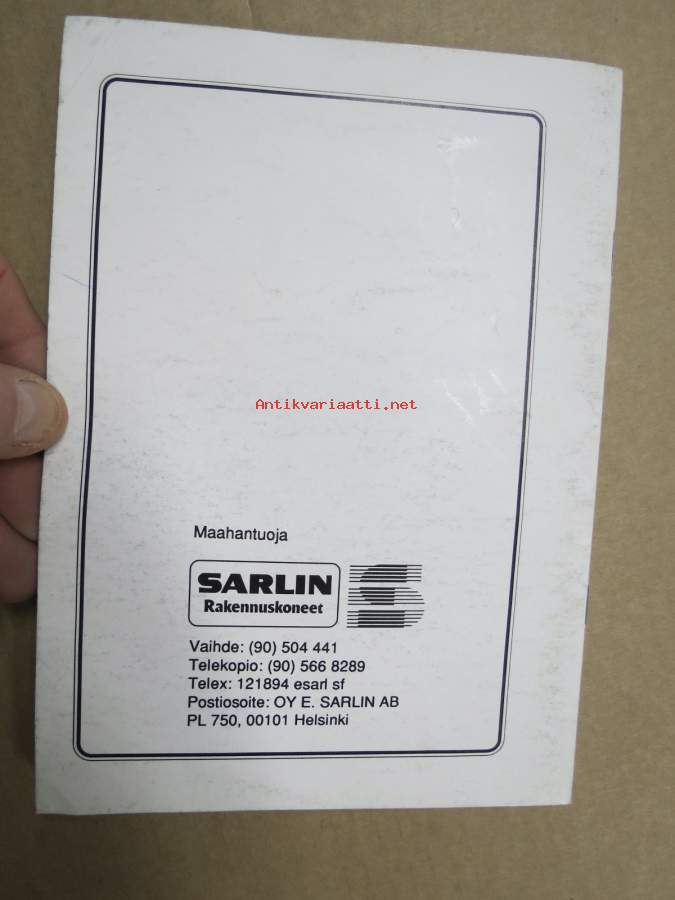 Antikvariaatti.net
Maahantuoja
SARLIN
Rakennuskoneet
Vaihde: (90) 504 441
Telekopio: (90) 566 8289
Telex: 121894 esarl sf
Postiosoite: OY E. SARLIN AB
PL 750, 00101 Helsinki